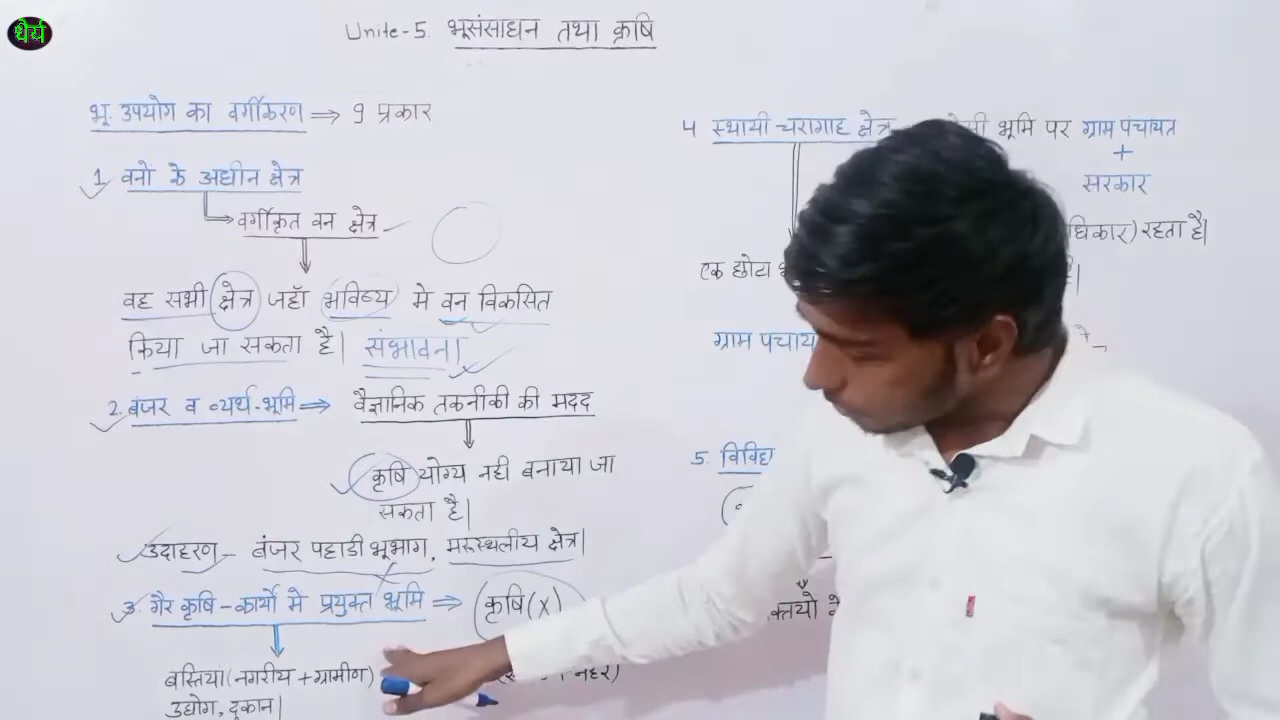 धैर्य
Unite-5. भूसंसाधन तथा कृषि
भू. उपयोग का वर्गीकरण ⇒ 9 प्रकार
1 वनों के अधीन क्षेत्र
वर्गीकृत वन क्षेत्र
वह सभी क्षेत्र जहाँ भविष्य मे वन विकसित
किया जा सकता है| संभावना
2. बंजर व व्यर्थ-भूमि ⇒ वैज्ञानिक तकनीकी की मदद
कृषि योग्य नही बनाया जा
सकता है|
उदाहरण - बंजर पहाडी भूभाग, मरूस्थलीय क्षेत्र|
3. गैर कृषि-कार्यो मे प्रयुक्त भूमि ⇒ कृषि(x)
बस्तियां (नगरीय + ग्रामीण)
उद्योग, दुकान|
4 स्थायी चरागाह क्षेत्र भूमि पर ग्राम पंचायत
+
सरकार
रहता है|
एक छोटा
ग्राम
5. विविध